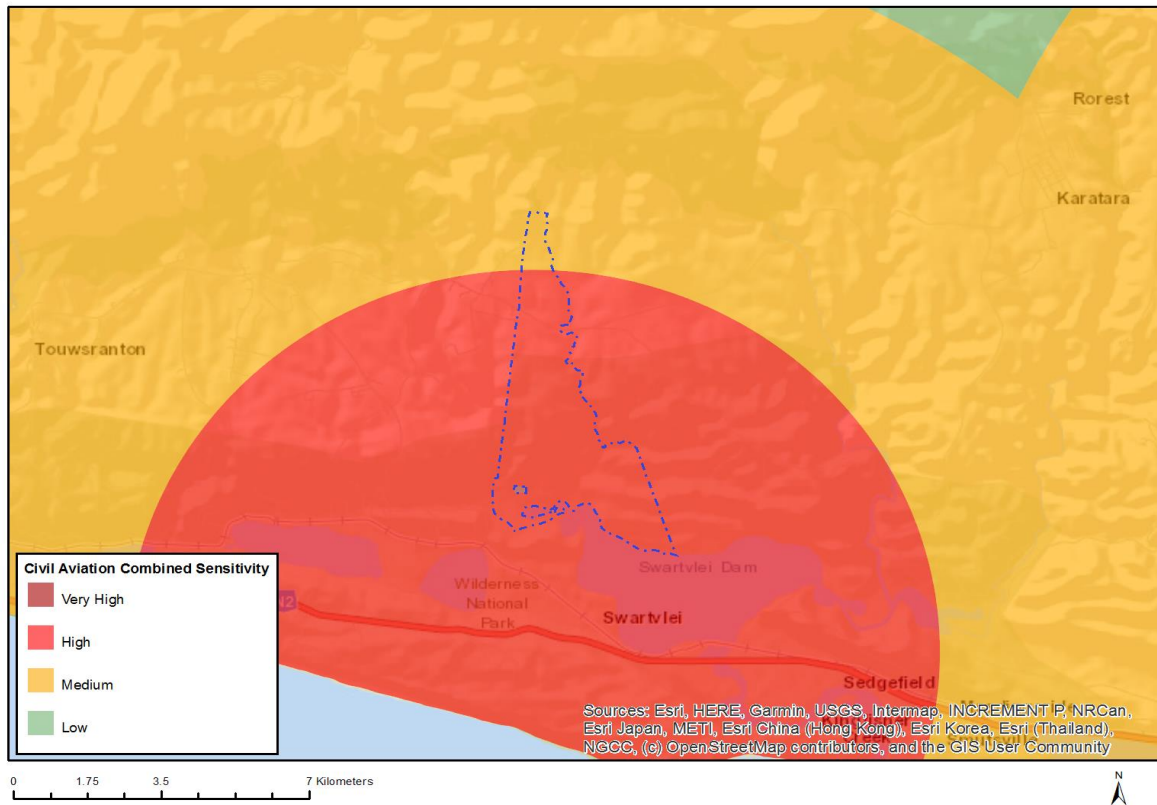 Rorest
Karatara
Touwsranton
Swartvlei Dam
Wilderness
National
Park
Swartvlei
N2
Sedgefield
Civil Aviation Combined Sensitivity
Very High
High
Medium
Low
Sources: Esri, HERE, Garmin, USGS, Intermap, INCREMENT P, NRCan,
Esri Japan, METI, Esri China (Hong Kong), Esri Korea, Esri (Thailand),
NGCC, (c) OpenStreetMap contributors, and the GIS User Community
0 1.75 3.5 7 Kilometers
N